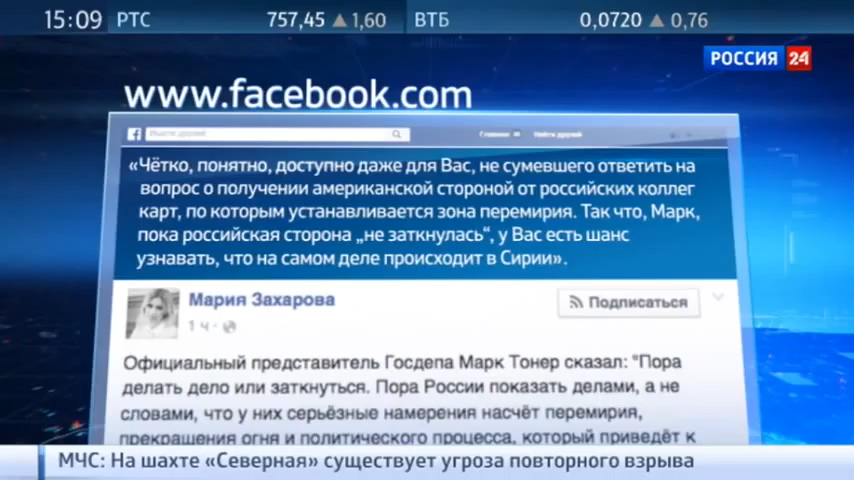 15:09 РТС 757,45 ▲ 1,60 ВТБ 0,0720 ▲ 0,76
РОССИЯ 24
www.facebook.com
f Ищите друзей Главная Найти друзей
«Чётко, понятно, доступно даже для Вас, не сумевшего ответить на
вопрос о получении американской стороной от российских коллег
карт, по которым устанавливается зона перемирия. Так что, Марк,
пока российская сторона „не заткнулась“, у Вас есть шанс
узнавать, что на самом деле происходит в Сирии».
Мария Захарова
Подписаться
1 ч ·
Официальный представитель Госдепа Марк Тонер сказал: "Пора
делать дело или заткнуться. Пора России показать делами, а не
словами, что у них серьёзные намерения насчёт перемирия,
прекращения огня и политического процесса, который приведёт к
МЧС: На шахте «Северная» существует угроза повторного взрыва